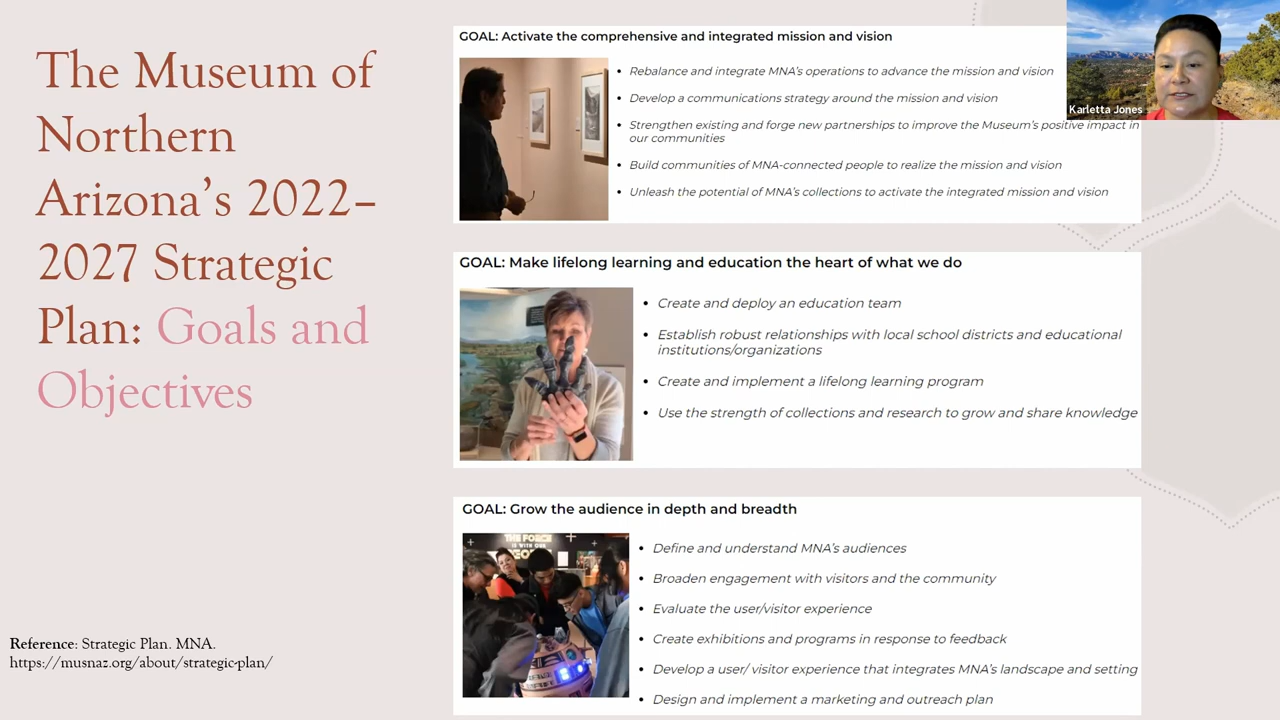 The Museum of
Northern
Arizona's 2022–
2027 Strategic
Plan: Goals and
Objectives
Reference: Strategic Plan. MNA.
https://musnaz.org/about/strategic-plan/
GOAL: Activate the comprehensive and integrated mission and vision
• Rebalance and integrate MNA's operations to advance the mission and vision
• Develop a communications strategy around the mission and vision
• Strengthen existing and forge new partnerships to improve the Museum's positive impact in
our communities
• Build communities of MNA-connected people to realize the mission and vision
• Unleash the potential of MNA's collections to activate the integrated mission and vision
GOAL: Make lifelong learning and education the heart of what we do
• Create and deploy an education team
• Establish robust relationships with local school districts and educational
institutions/organizations
• Create and implement a lifelong learning program
• Use the strength of collections and research to grow and share knowledge
GOAL: Grow the audience in depth and breadth
THE FORCE
IS WITH OUR
• Define and understand MNA's audiences
• Broaden engagement with visitors and the community
• Evaluate the user/visitor experience
• Create exhibitions and programs in response to feedback
• Develop a user/ visitor experience that integrates MNA's landscape and setting
• Design and implement a marketing and outreach plan
Karletta Jones